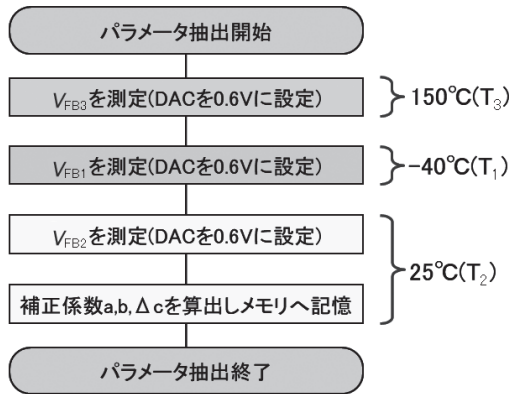 パラメータ抽出開始
VFB3を測定(DACを0.6Vに設定)
150℃(T3)
VFB1を測定(DACを0.6Vに設定)
-40℃(T1)
VFB2を測定(DACを0.6Vに設定)
25℃(T2)
補正係数a,b,Δcを算出しメモリへ記憶
パラメータ抽出終了